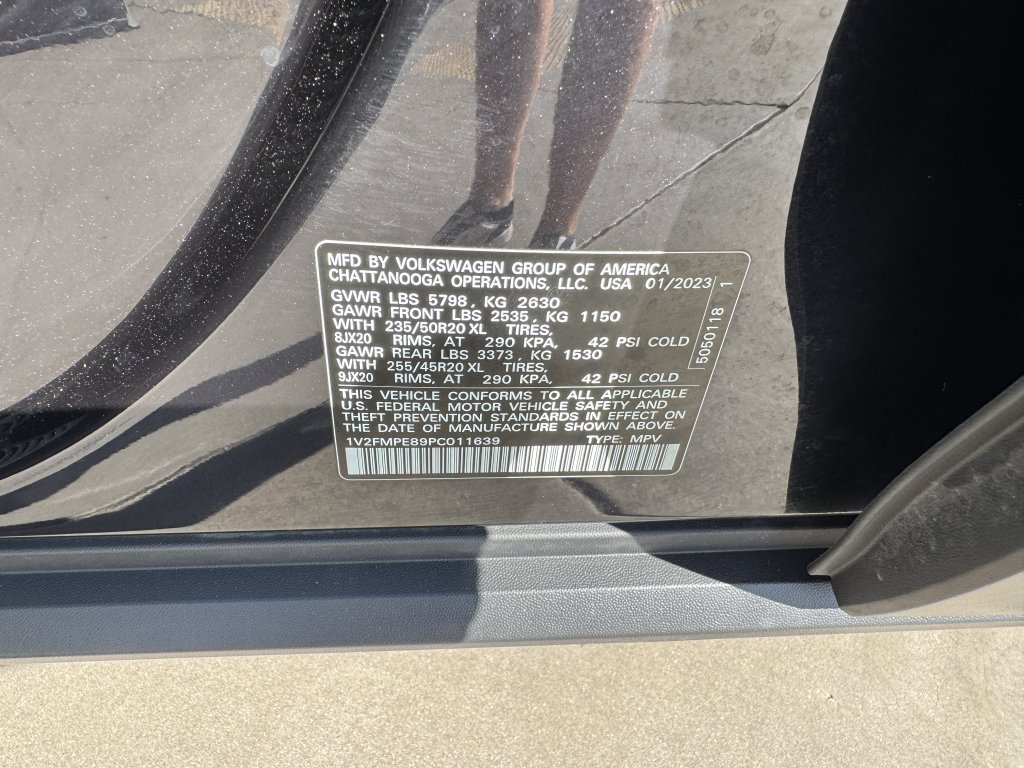 MFD BY VOLKSWAGEN GROUP OF AMERICA
CHATTANOOGA OPERATIONS, LLC. USA 01/2023
GVWR LBS 5798, KG 2630
GAWR FRONT LBS 2535, KG 1150
WITH 235/50R20 XL TIRES,
8JX20 RIMS, AT 290 KPA, 42 PSI COLD
GAWR REAR LBS 3373, KG 1530
WITH 255/45R20 XL TIRES,
9JX20 RIMS, AT 290 KPA, 42 PSI COLD
THIS VEHICLE CONFORMS TO ALL APPLICABLE
U.S. FEDERAL MOTOR VEHICLE SAFETY AND
THEFT PREVENTION STANDARDS IN EFFECT ON
THE DATE OF MANUFACTURE SHOWN ABOVE.
1V2FMPE89PC011639 TYPE: MPV
5050118 1